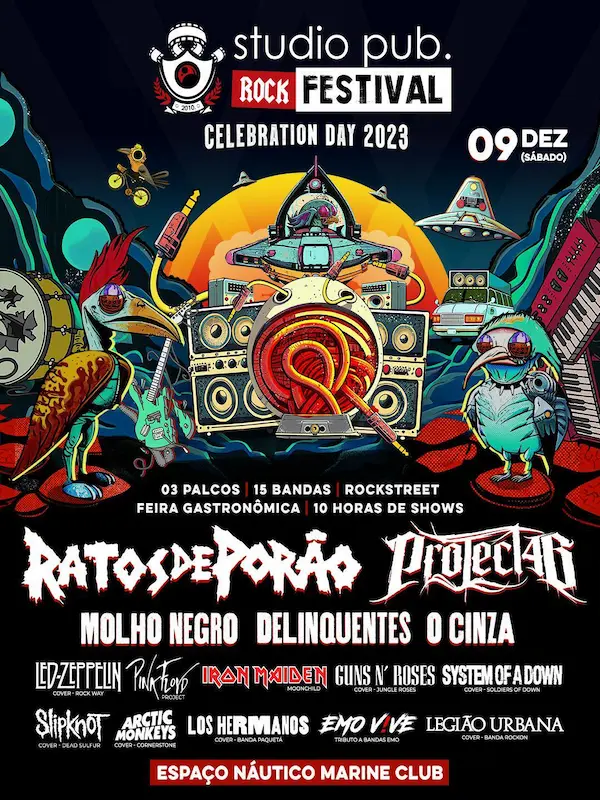 studio pub.
ROCK FESTIVAL
2010
CELEBRATION DAY 2023
09 DEZ
(SÁBADO)
03 PALCOS | 15 BANDAS | ROCKSTREET
FEIRA GASTRONÔMICA | 10 HORAS DE SHOWS
RATOS DE PORÃO PROJECT46
MOLHO NEGRO DELINQUENTES O CINZA
LED-ZEPPELIN PINK FLOYD IRON MAIDEN GUNS N' ROSES SYSTEM OF A DOWN
COVER - ROCK WAY PROJECT MOONCHILD COVER - JUNGLE ROSES COVER - SOLDIERS OF DOWN
SLIPKNOT ARCTIC MONKEYS LOS HERMANOS EMO V!VE LEGIÃO URBANA
COVER - DEAD SULFUR COVER - CORNERSTONE COVER - BANDA PAQUETÁ TRIBUTO A BANDAS EMO COVER - BANDA ROCKON
ESPAÇO NÁUTICO MARINE CLUB